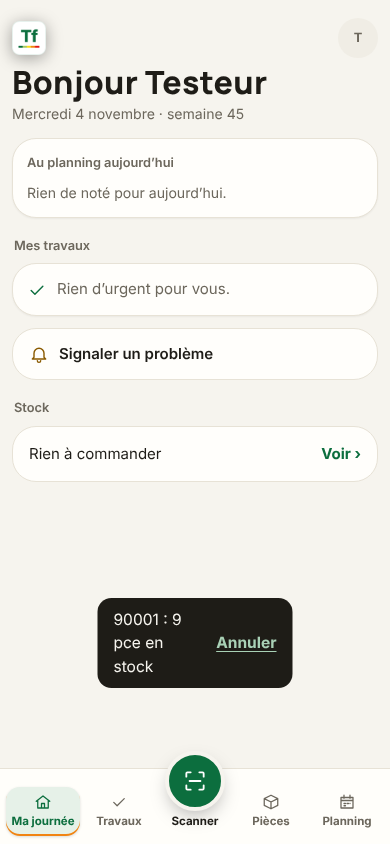 Tf
T
Bonjour Testeur
Mercredi 4 novembre · semaine 45
Au planning aujourd’hui
Rien de noté pour aujourd’hui.
Mes travaux
Rien d’urgent pour vous.
Signaler un problème
Stock
Rien à commander
Voir ›
90001 : 9
pce en
stock
Annuler
Ma journée
Travaux
Scanner
Pièces
Planning